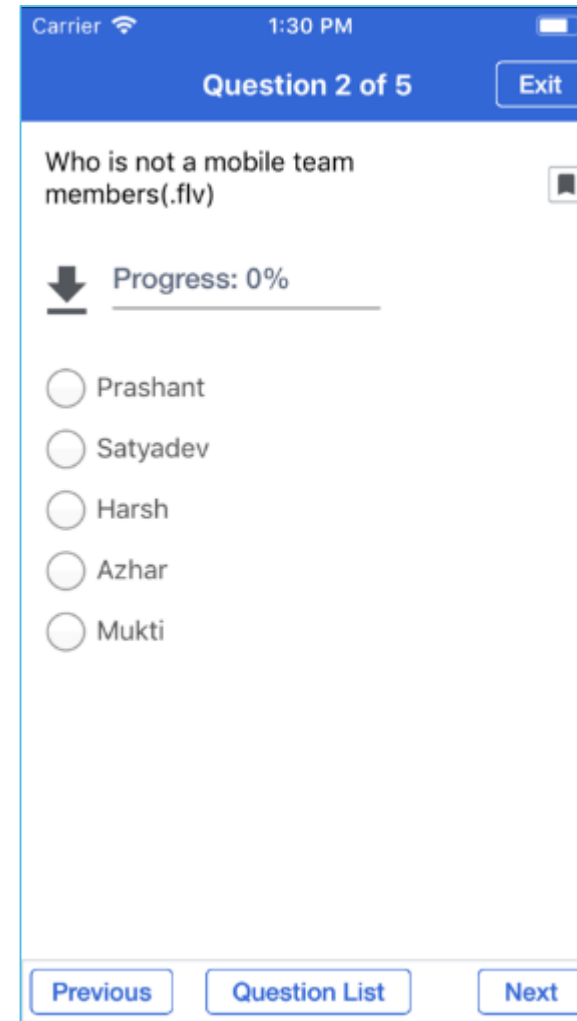 Carrier 1:30 PM
Question 2 of 5 Exit
Who is not a mobile team
members(.flv)
Progress: 0%
Prashant
Satyadev
Harsh
Azhar
Mukti
Previous Question List Next